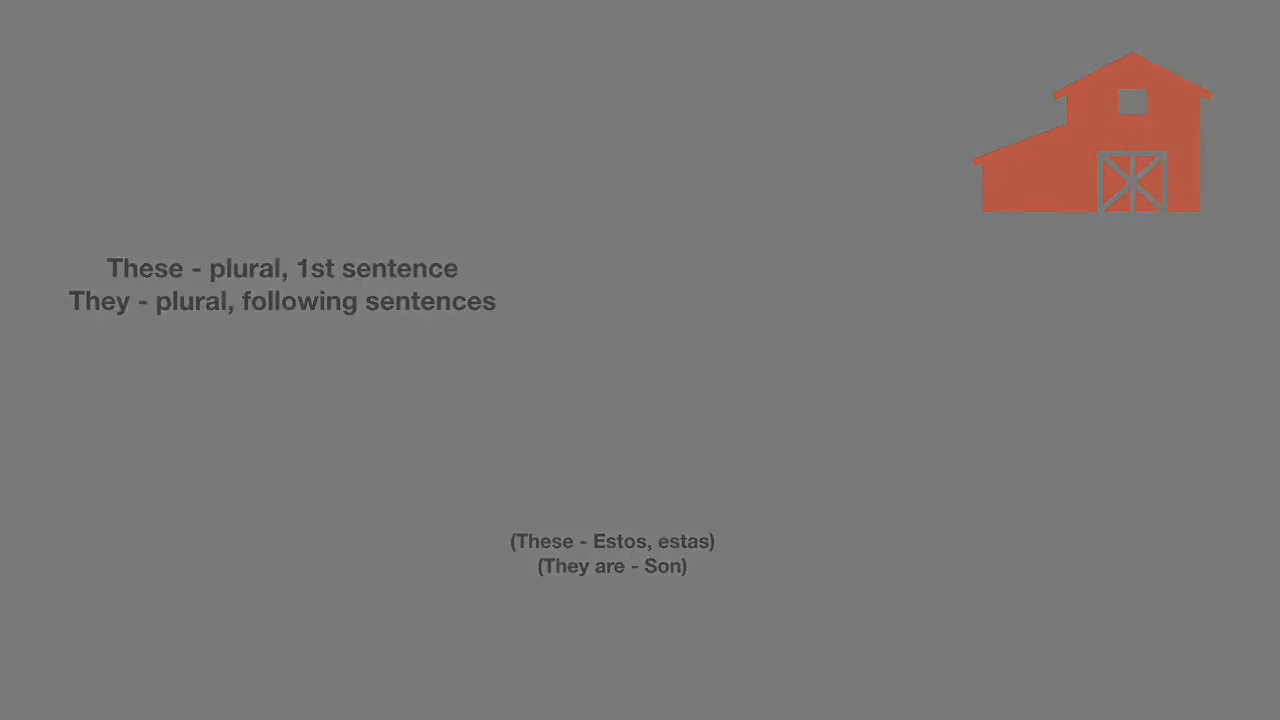 These - plural, 1st sentence
They - plural, following sentences
(These - Estos, estas)
(They are - Son)